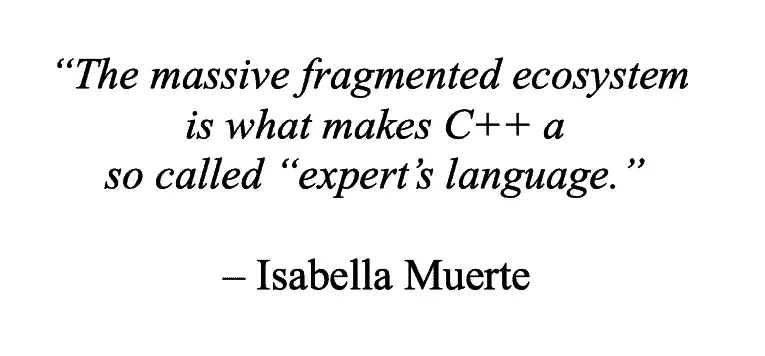 “The massive fragmented ecosystem
is what makes C++ a
so called “expert’s language.”
– Isabella Muerte